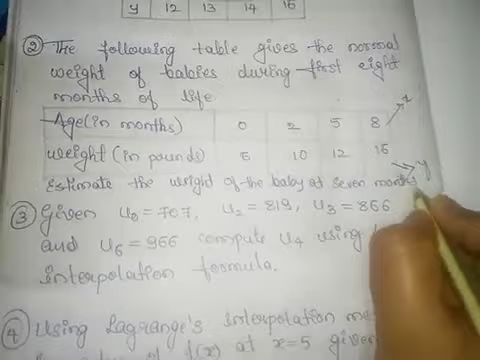 y 12 13 14 16
② The following table gives the normal
weight of babies during first eight
months of life
Age(in months) 0 2 5 8 → x
weight (in pounds) 6 10 12 16 → y
Estimate the weight of the baby at seven months
③ Given u₀ = 707, u₂ = 819, u₃ = 866
and u₆ = 966 compute u₄ using
interpolation formula.
④ Using Lagrange's interpolation
f(x) at x=5 given